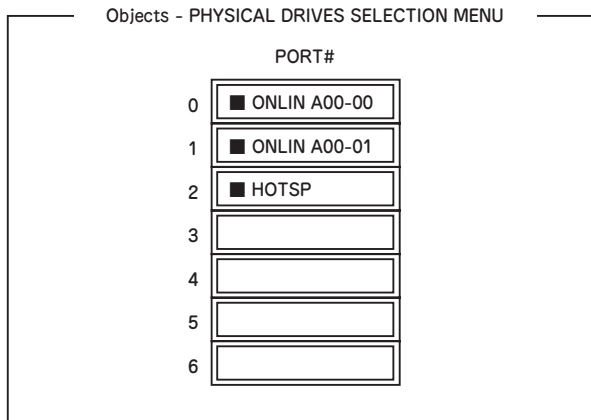 Objects - PHYSICAL DRIVES SELECTION MENU
PORT#
0 ■ ONLIN A00-00
1 ■ ONLIN A00-01
2 ■ HOTSP
3
4
5
6